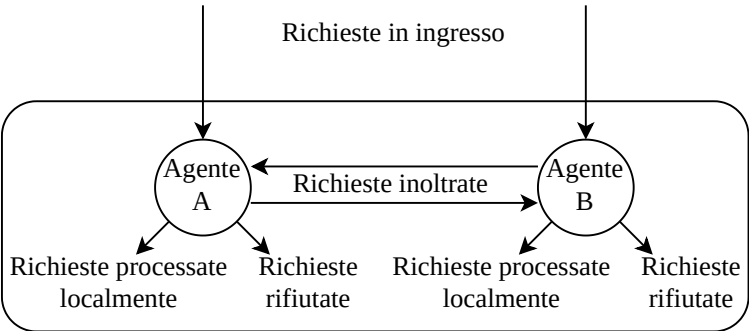 Richieste in ingresso
Agente
A
Agente
B
Richieste inoltrate
Richieste processate
localmente
Richieste
rifiutate
Richieste processate
localmente
Richieste
rifiutate